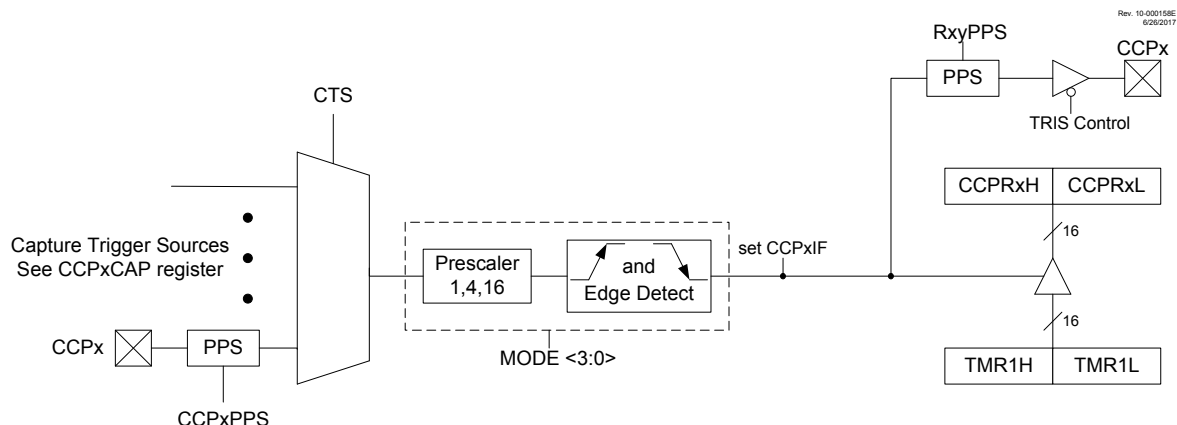 Rev. 10-000158E
6/26/2017
RxyPPS
CCPx
PPS
TRIS Control
CTS
CCPRxH
CCPRxL
16
Capture Trigger Sources
See CCPxCAP register
Prescaler
1,4,16
and
Edge Detect
set CCPxIF
16
MODE <3:0>
CCPx
PPS
TMR1H
TMR1L
CCPxPPS